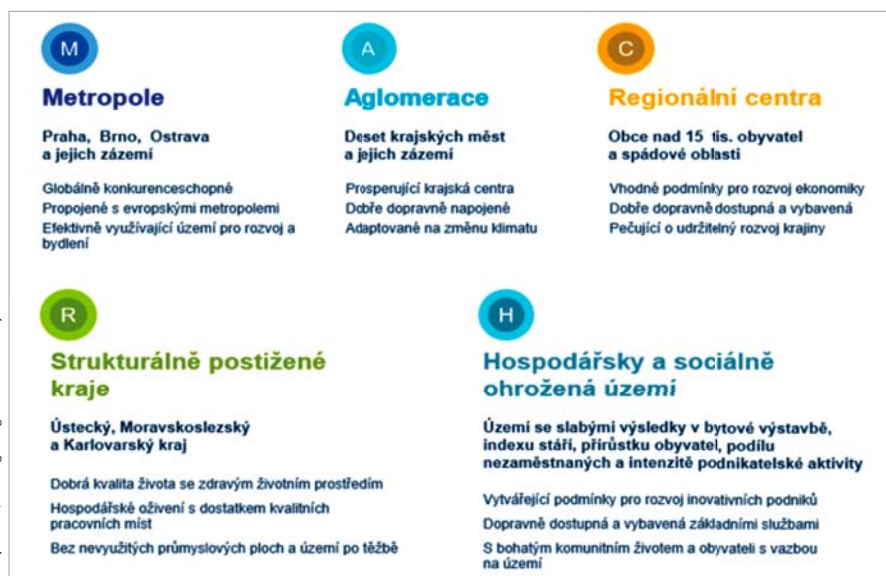 M
Metropole
Praha, Brno, Ostrava
a jejich zázemí
Globálně konkurenceschopné
Propojené s evropskými metropolemi
Efektivně využívající území pro rozvoj a
bydlení
A
Aglomerace
Deset krajských měst
a jejich zázemí
Prosperující krajská centra
Dobře dopravně napojené
Adaptované na změnu klimatu
C
Regionální centra
Obce nad 15 tis. obyvatel
a spádové oblasti
Vhodné podmínky pro rozvoj ekonomiky
Dobře dopravně dostupná a vybavená
Pečující o udržitelný rozvoj krajiny
R
Strukturálně postižené
kraje
Ústecký, Moravskoslezský
a Karlovarský kraj
Dobrá kvalita života se zdravým životním prostředím
Hospodářské oživení s dostatkem kvalitních
pracovních míst
Bez nevyužitých průmyslových ploch a území po těžbě
H
Hospodářsky a sociálně
ohrožená území
Území se slabými výsledky v bytové výstavbě,
indexu stáří, přírůstku obyvatel, podílu
nezaměstnaných a intenzitě podnikatelské aktivity
Vytvářející podmínky pro rozvoj inovativních podniků
Dopravně dostupná a vybavená základními službami
S bohatým komunitním životem a obyvateli s vazbou
na území